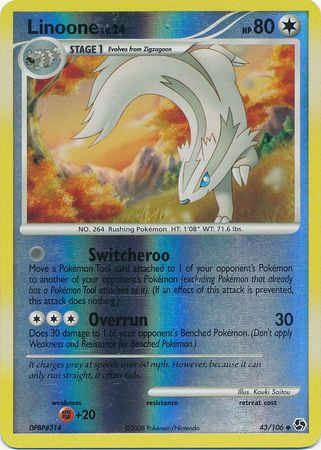 Linoone LV.24 HP 80
STAGE 1 Evolves from Zigzagoon
NO. 264 Rushing Pokémon HT: 1'08" WT: 71.6 lbs.
Switcheroo
Move a Pokémon Tool card attached to 1 of your opponent's Pokémon
to another of your opponent's Pokémon (excluding Pokémon that already
has a Pokémon Tool attached to it). (If an effect of this attack is prevented,
this attack does nothing.)
Overrun 30
Does 30 damage to 1 of your opponent's Benched Pokémon. (Don't apply
Weakness and Resistance for Benched Pokémon.)
It charges prey at speeds over 60 mph. However, because it can
only run straight, it often fails.
Illus. Kouki Saitou
weakness resistance retreat cost
+20
DPBP#314 ©2008 Pokémon/Nintendo 43/106